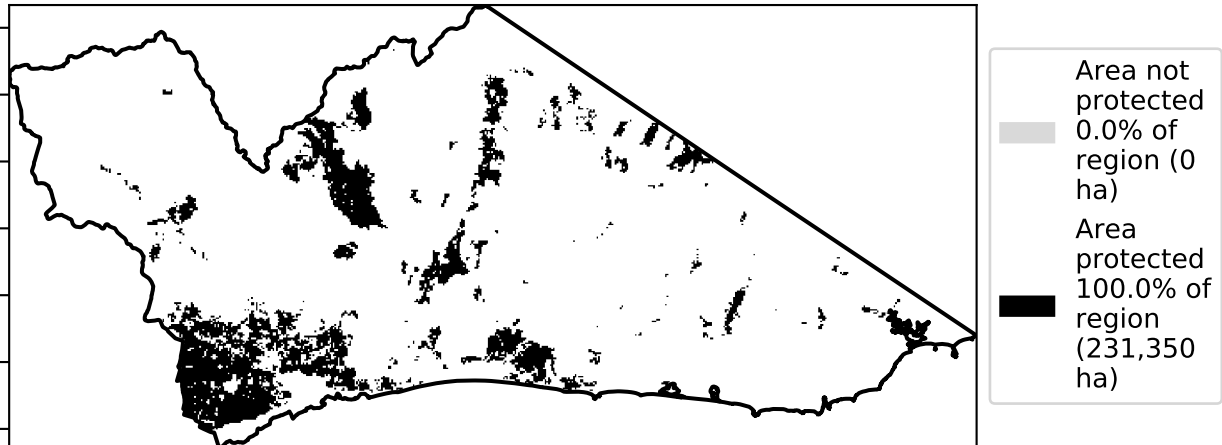 Area not
protected
0.0% of
region (0
ha)
Area
protected
100.0% of
region
(231,350
ha)